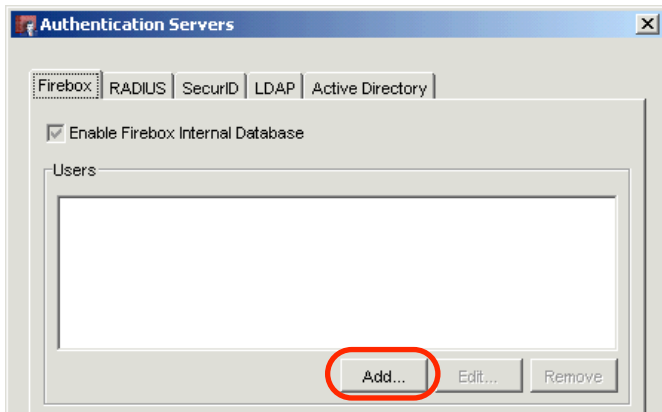 Authentication Servers
Firebox RADIUS SecurID LDAP Active Directory
Enable Firebox Internal Database
Users
Add... Edit... Remove